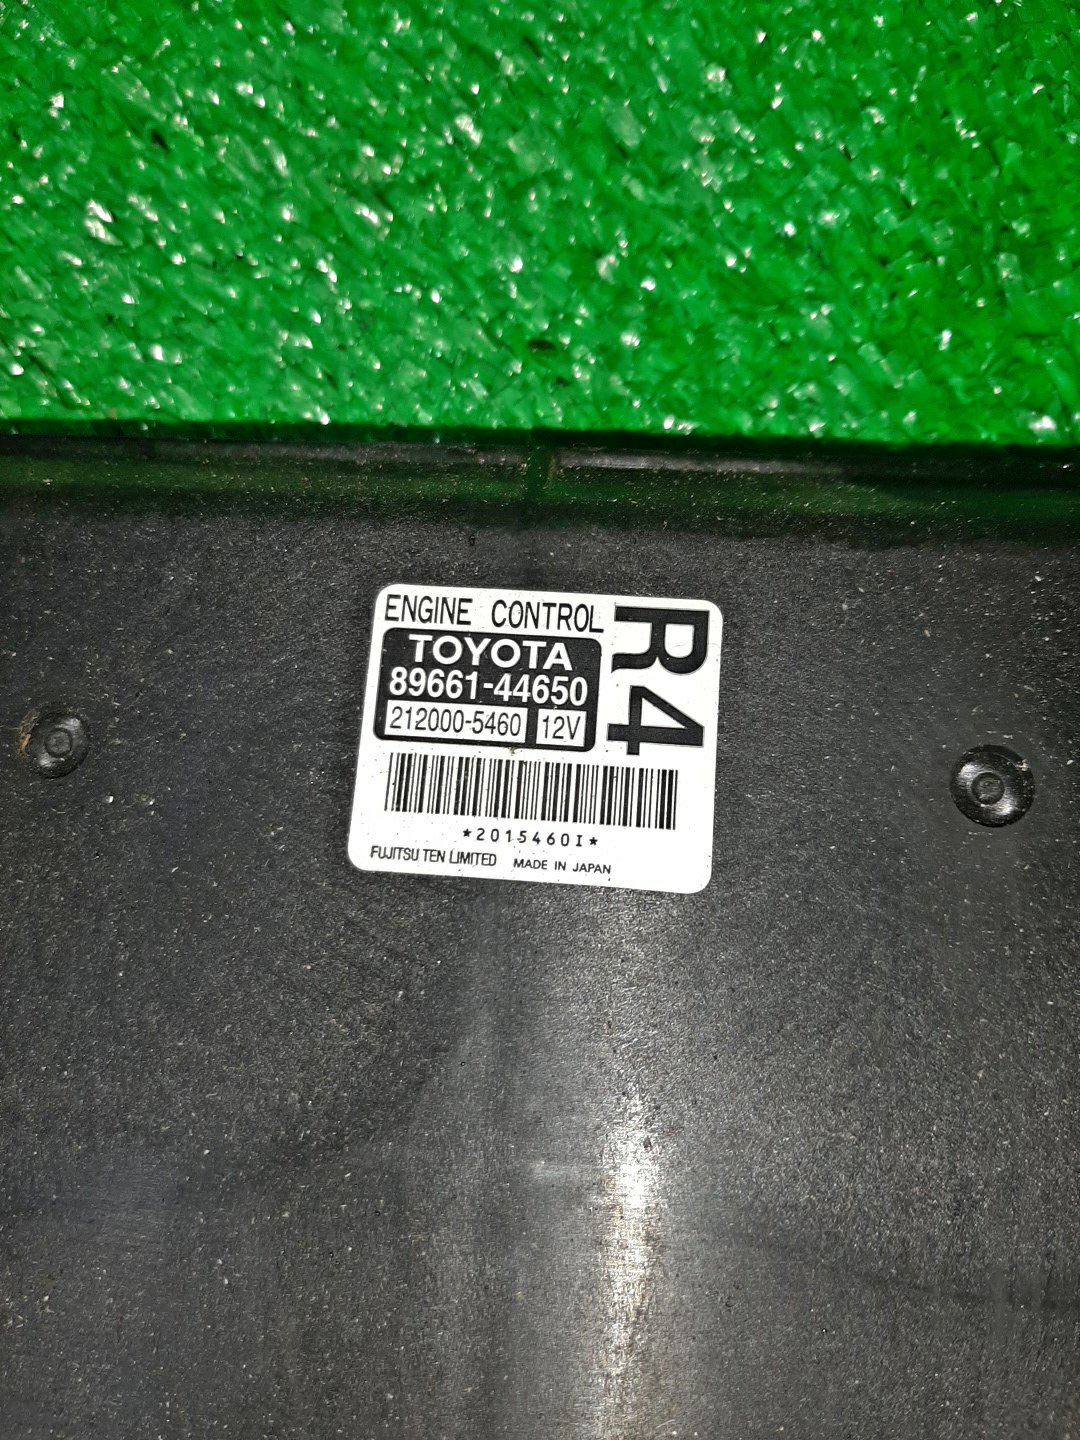 ENGINE CONTROL
R4
TOYOTA
89661-44650
212000-5460 12V
*2015460I*
FUJITSU TEN LIMITED MADE IN JAPAN